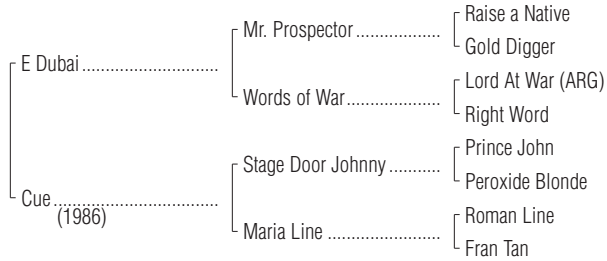 Raise a Native
Mr. Prospector ..................
Gold Digger
E Dubai .............................
Lord At War (ARG)
Words of War....................
Right Word
Prince John
Stage Door Johnny ...........
Peroxide Blonde
Cue ...................................
(1986)
Roman Line
Maria Line ........................
Fran Tan